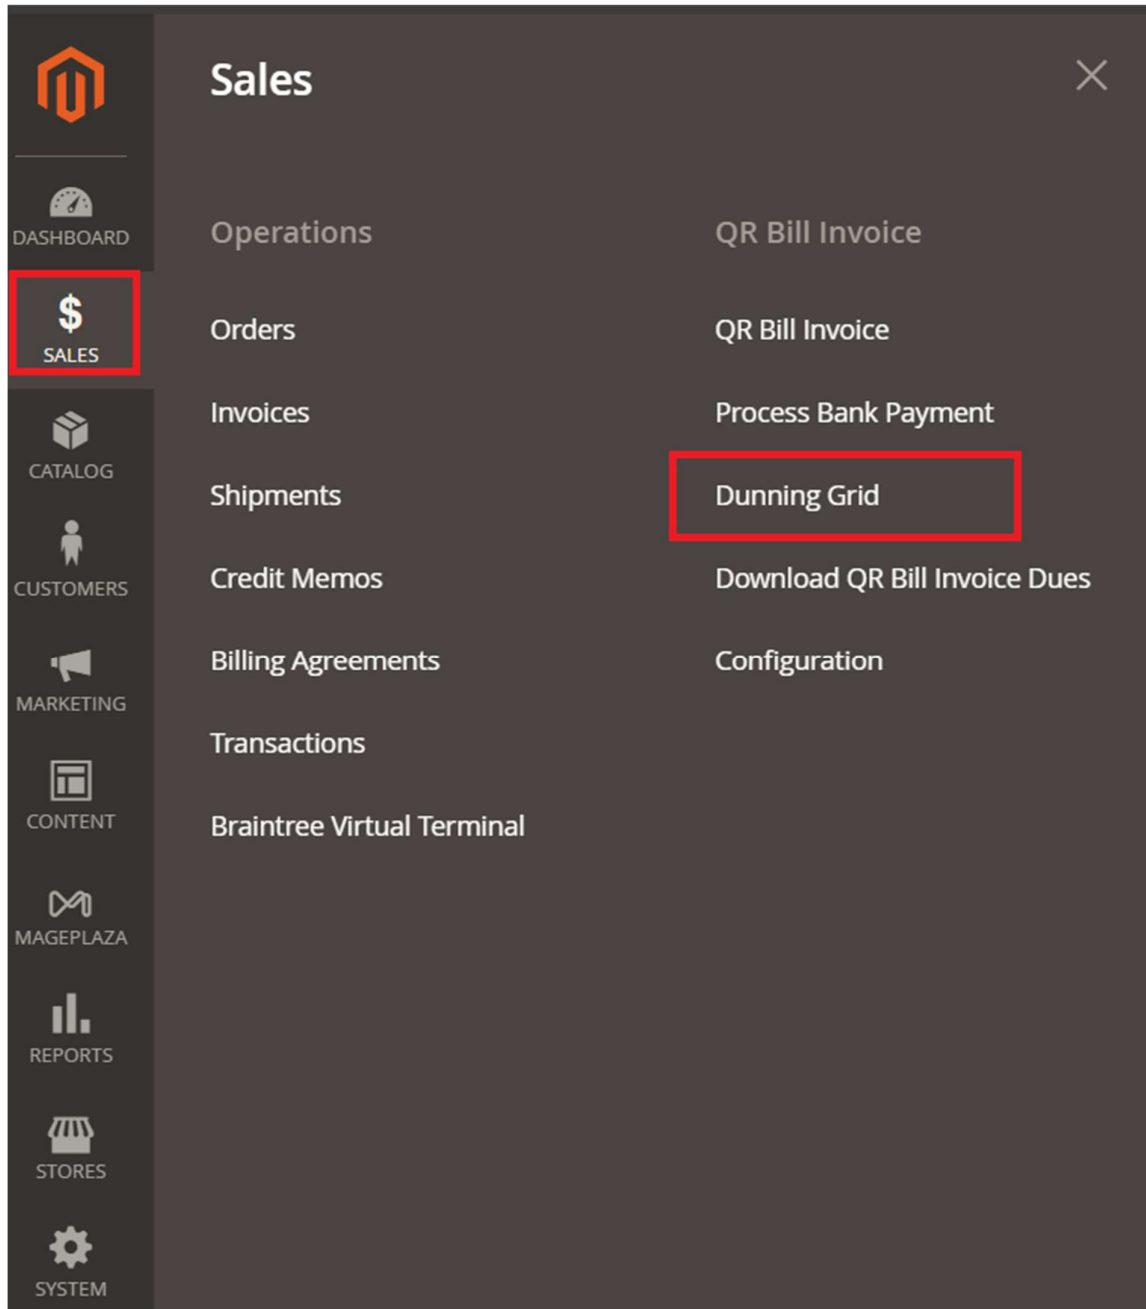 Sales
DASHBOARD
SALES
CATALOG
CUSTOMERS
MARKETING
CONTENT
MAGEPLAZA
REPORTS
STORES
SYSTEM
Operations
Orders
Invoices
Shipments
Credit Memos
Billing Agreements
Transactions
Braintree Virtual Terminal
QR Bill Invoice
QR Bill Invoice
Process Bank Payment
Dunning Grid
Download QR Bill Invoice Dues
Configuration